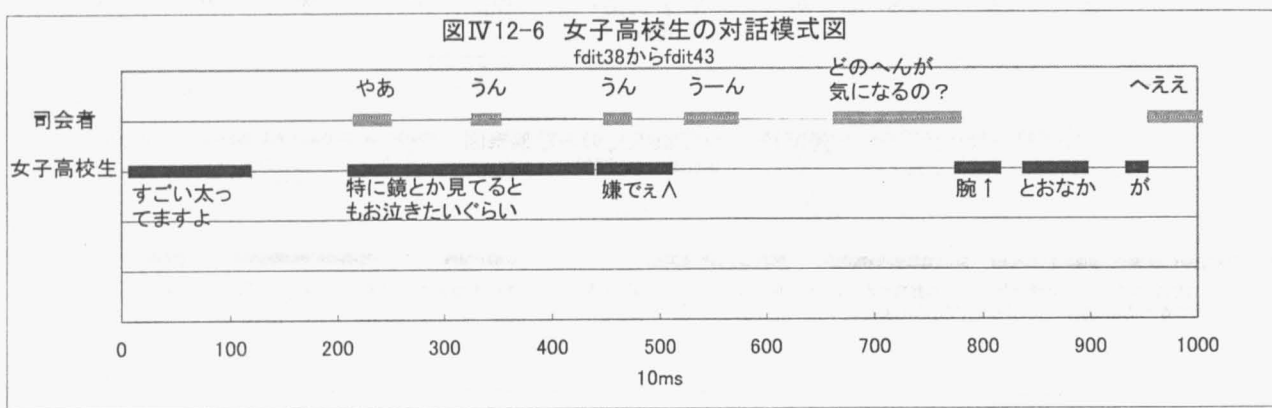 図Ⅳ12-6 女子高校生の対話模式図
fdit38からfdit43
どのへんが
気になるの?
やあ
うん
うん
うーん
へええ
司会者
女子高校生
すごい太っ
てますよ
特に鏡とか見てると
もお泣きたいぐらい
嫌でぇ∧
腕↑
とおなか
が
0
100
200
300
400
500
600
700
800
900
1000
10ms